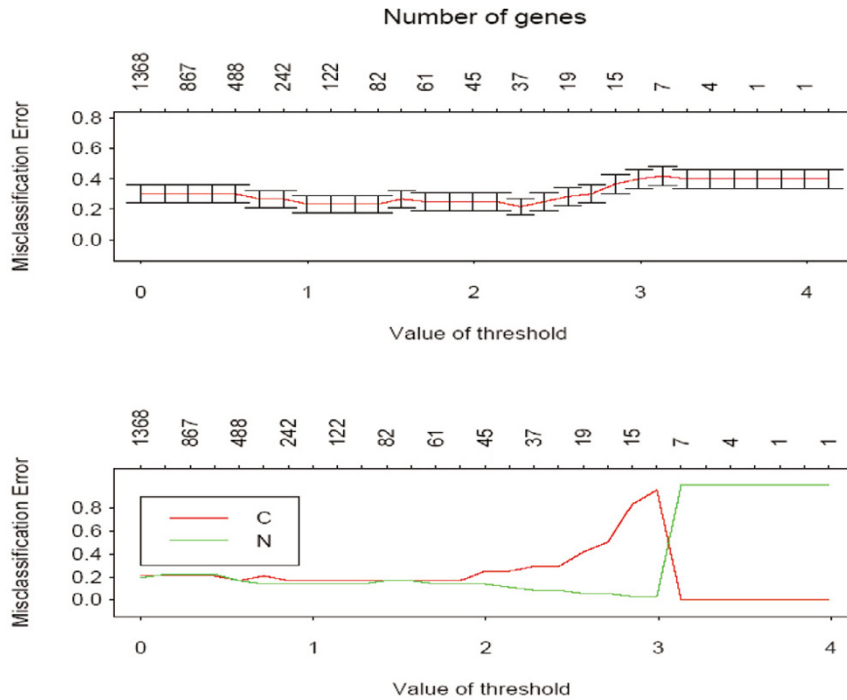 Number of genes
1368 867 488 242 122 82 61 45 37 19 15 7 4 1 1
Misclassification Error
0.8
0.6
0.4
0.2
0.0
0 1 2 3 4
Value of threshold
1368 867 488 242 122 82 61 45 37 19 15 7 4 1 1
Misclassification Error
0.8
0.6
0.4
0.2
0.0
C
N
0 1 2 3 4
Value of threshold